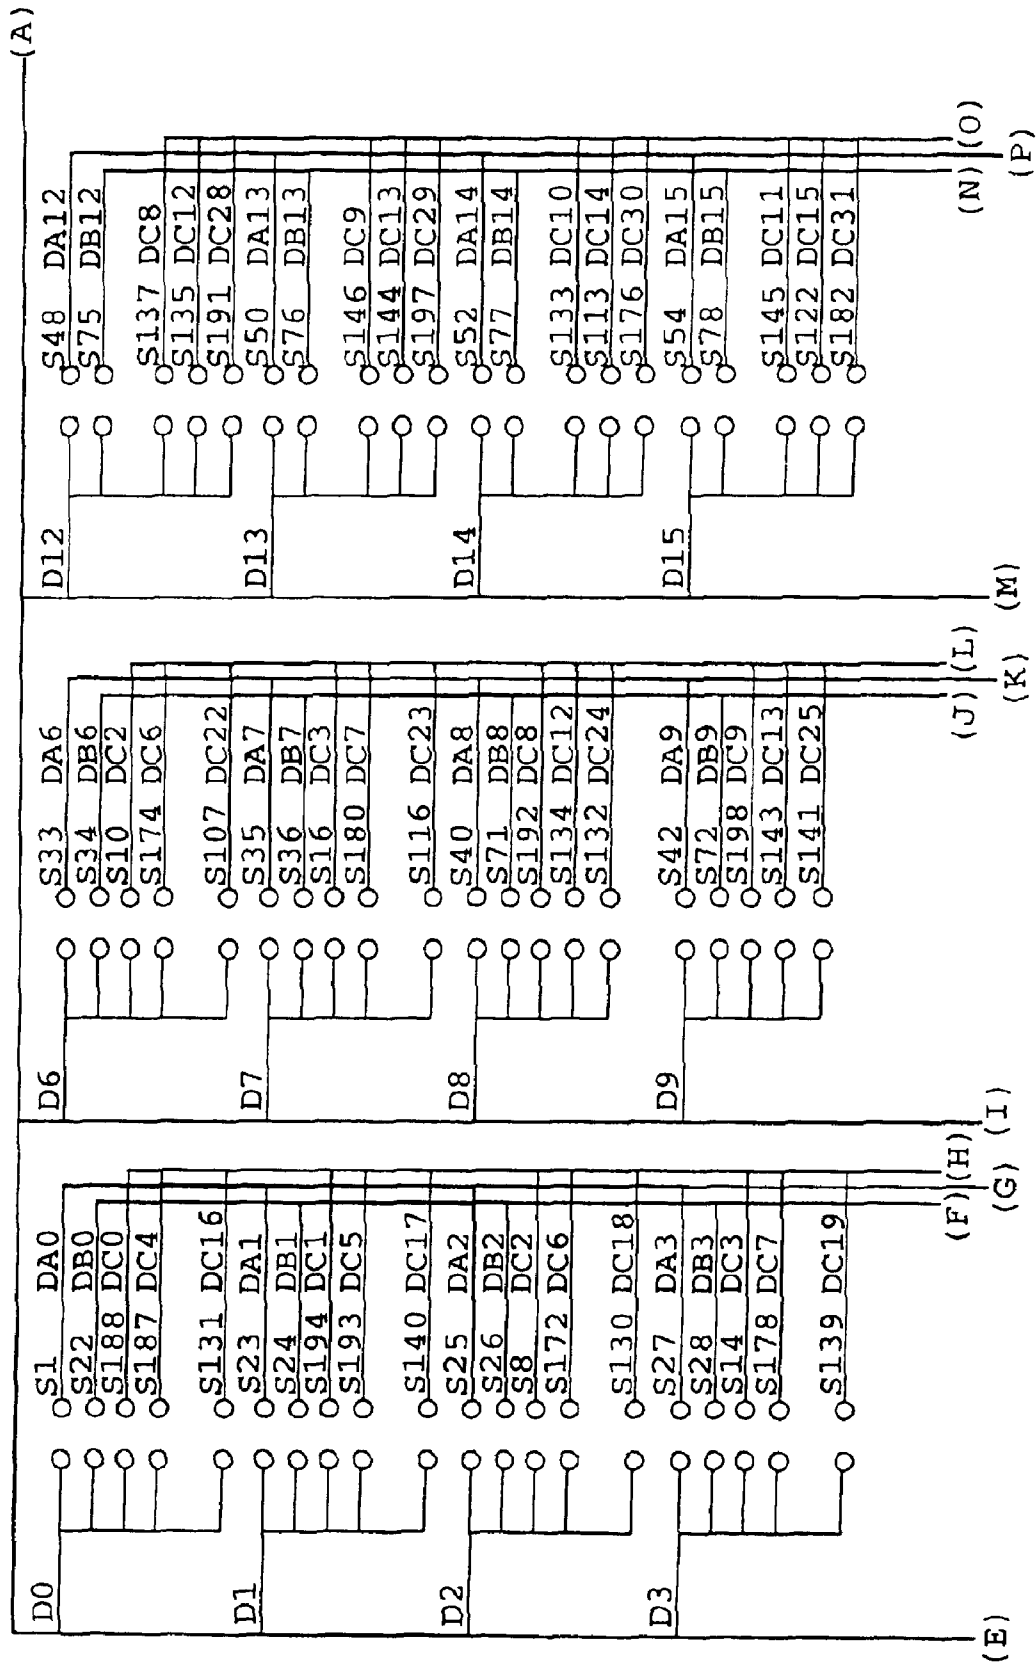 (A)
D0
S1 DA0
S22 DB0
S188 DC0
S187 DC4
S131 DC16
D1
S23 DA1
S24 DB1
S194 DC1
S193 DC5
S140 DC17
D2
S25 DA2
S26 DB2
S8 DC2
S172 DC6
S130 DC18
D3
S27 DA3
S28 DB3
S14 DC3
S178 DC7
S139 DC19
(E)
(F)
(H)
(G)
D6
S33 DA6
S34 DB6
S10 DC2
S174 DC6
S107 DC22
D7
S35 DA7
S36 DB7
S16 DC3
S180 DC7
S116 DC23
D8
S40 DA8
S71 DB8
S192 DC8
S134 DC12
S132 DC24
D9
S42 DA9
S72 DB9
S198 DC9
S143 DC13
S141 DC25
(I)
(J)
(L)
(K)
D12
S48 DA12
S75 DB12
S137 DC8
S135 DC12
S191 DC28
D13
S50 DA13
S76 DB13
S146 DC9
S144 DC13
S197 DC29
D14
S52 DA14
S77 DB14
S133 DC10
S113 DC14
S176 DC30
D15
S54 DA15
S78 DB15
S145 DC11
S122 DC15
S182 DC31
(M)
(N)
(O)
(P)